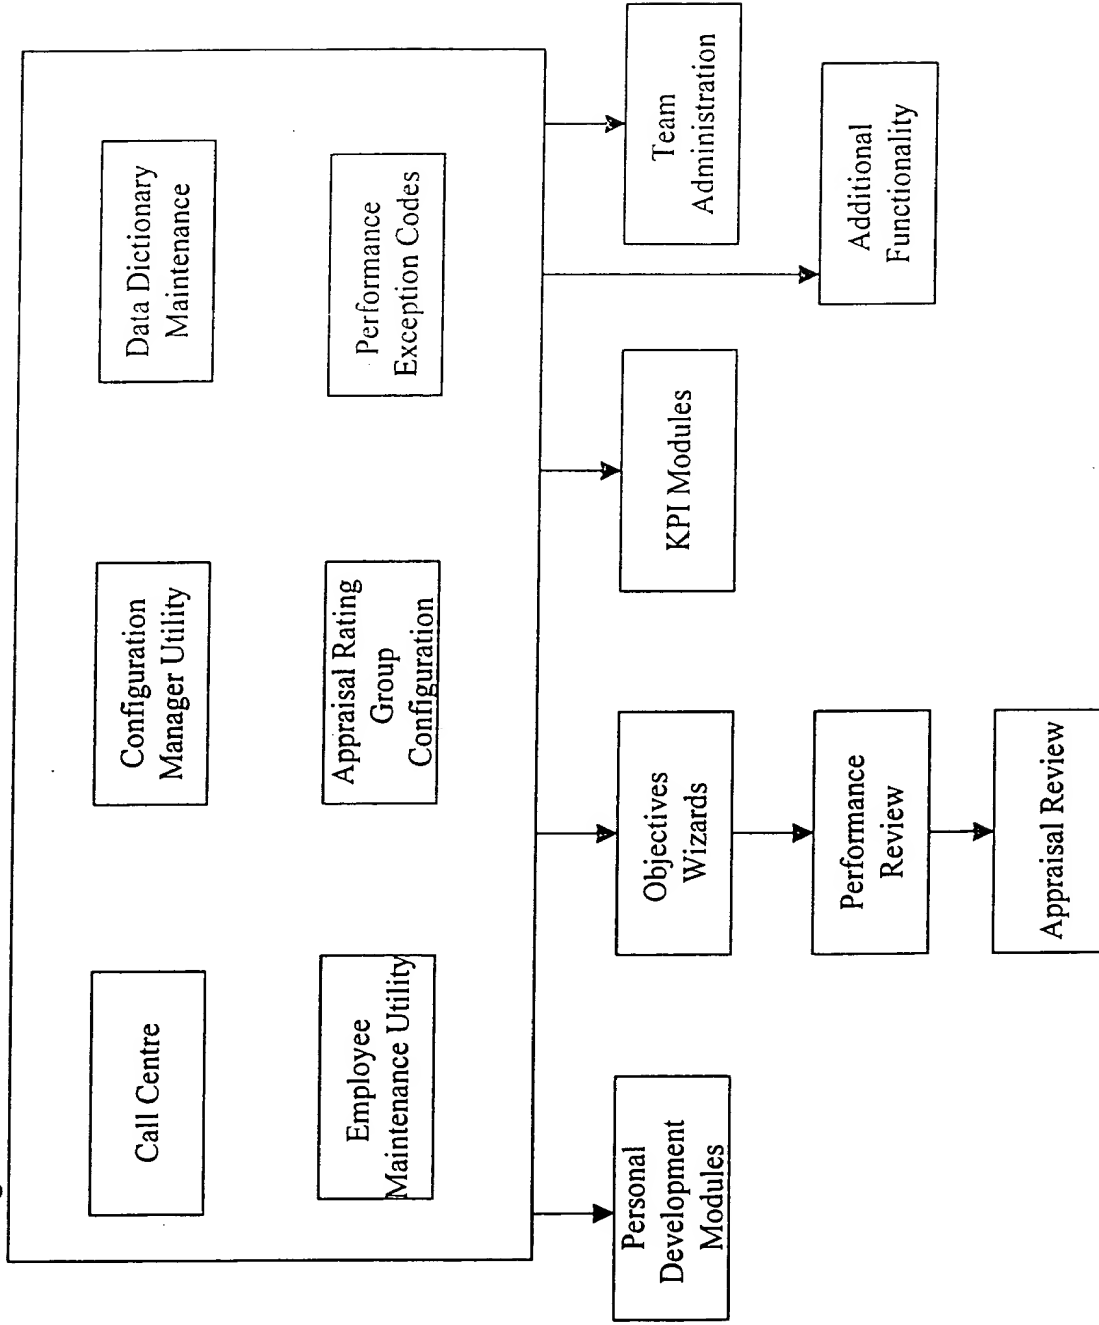 Call Centre
Configuration
Manager Utility
Data Dictionary
Maintenance
Employee
Maintenance Utility
Appraisal Rating
Group
Configuration
Performance
Exception Codes
Personal
Development
Modules
Objectives
Wizards
KPI Modules
Team
Administration
Performance
Review
Additional
Functionality
Appraisal Review